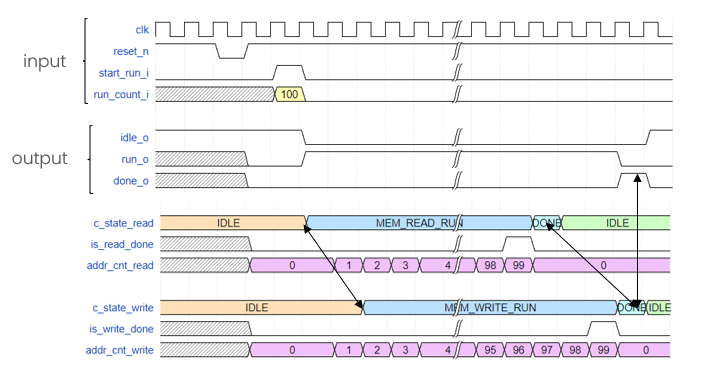 input
clk
reset_n
start_run_i
run_count_i 100
output
idle_o
run_o
done_o
c_state_read IDLE MEM_READ_RUN DONE IDLE
is_read_done
addr_cnt_read 0 1 2 3 4 98 99 0
c_state_write IDLE MEM_WRITE_RUN DONE IDLE
is_write_done
addr_cnt_write 0 1 2 3 4 95 96 97 98 99 0